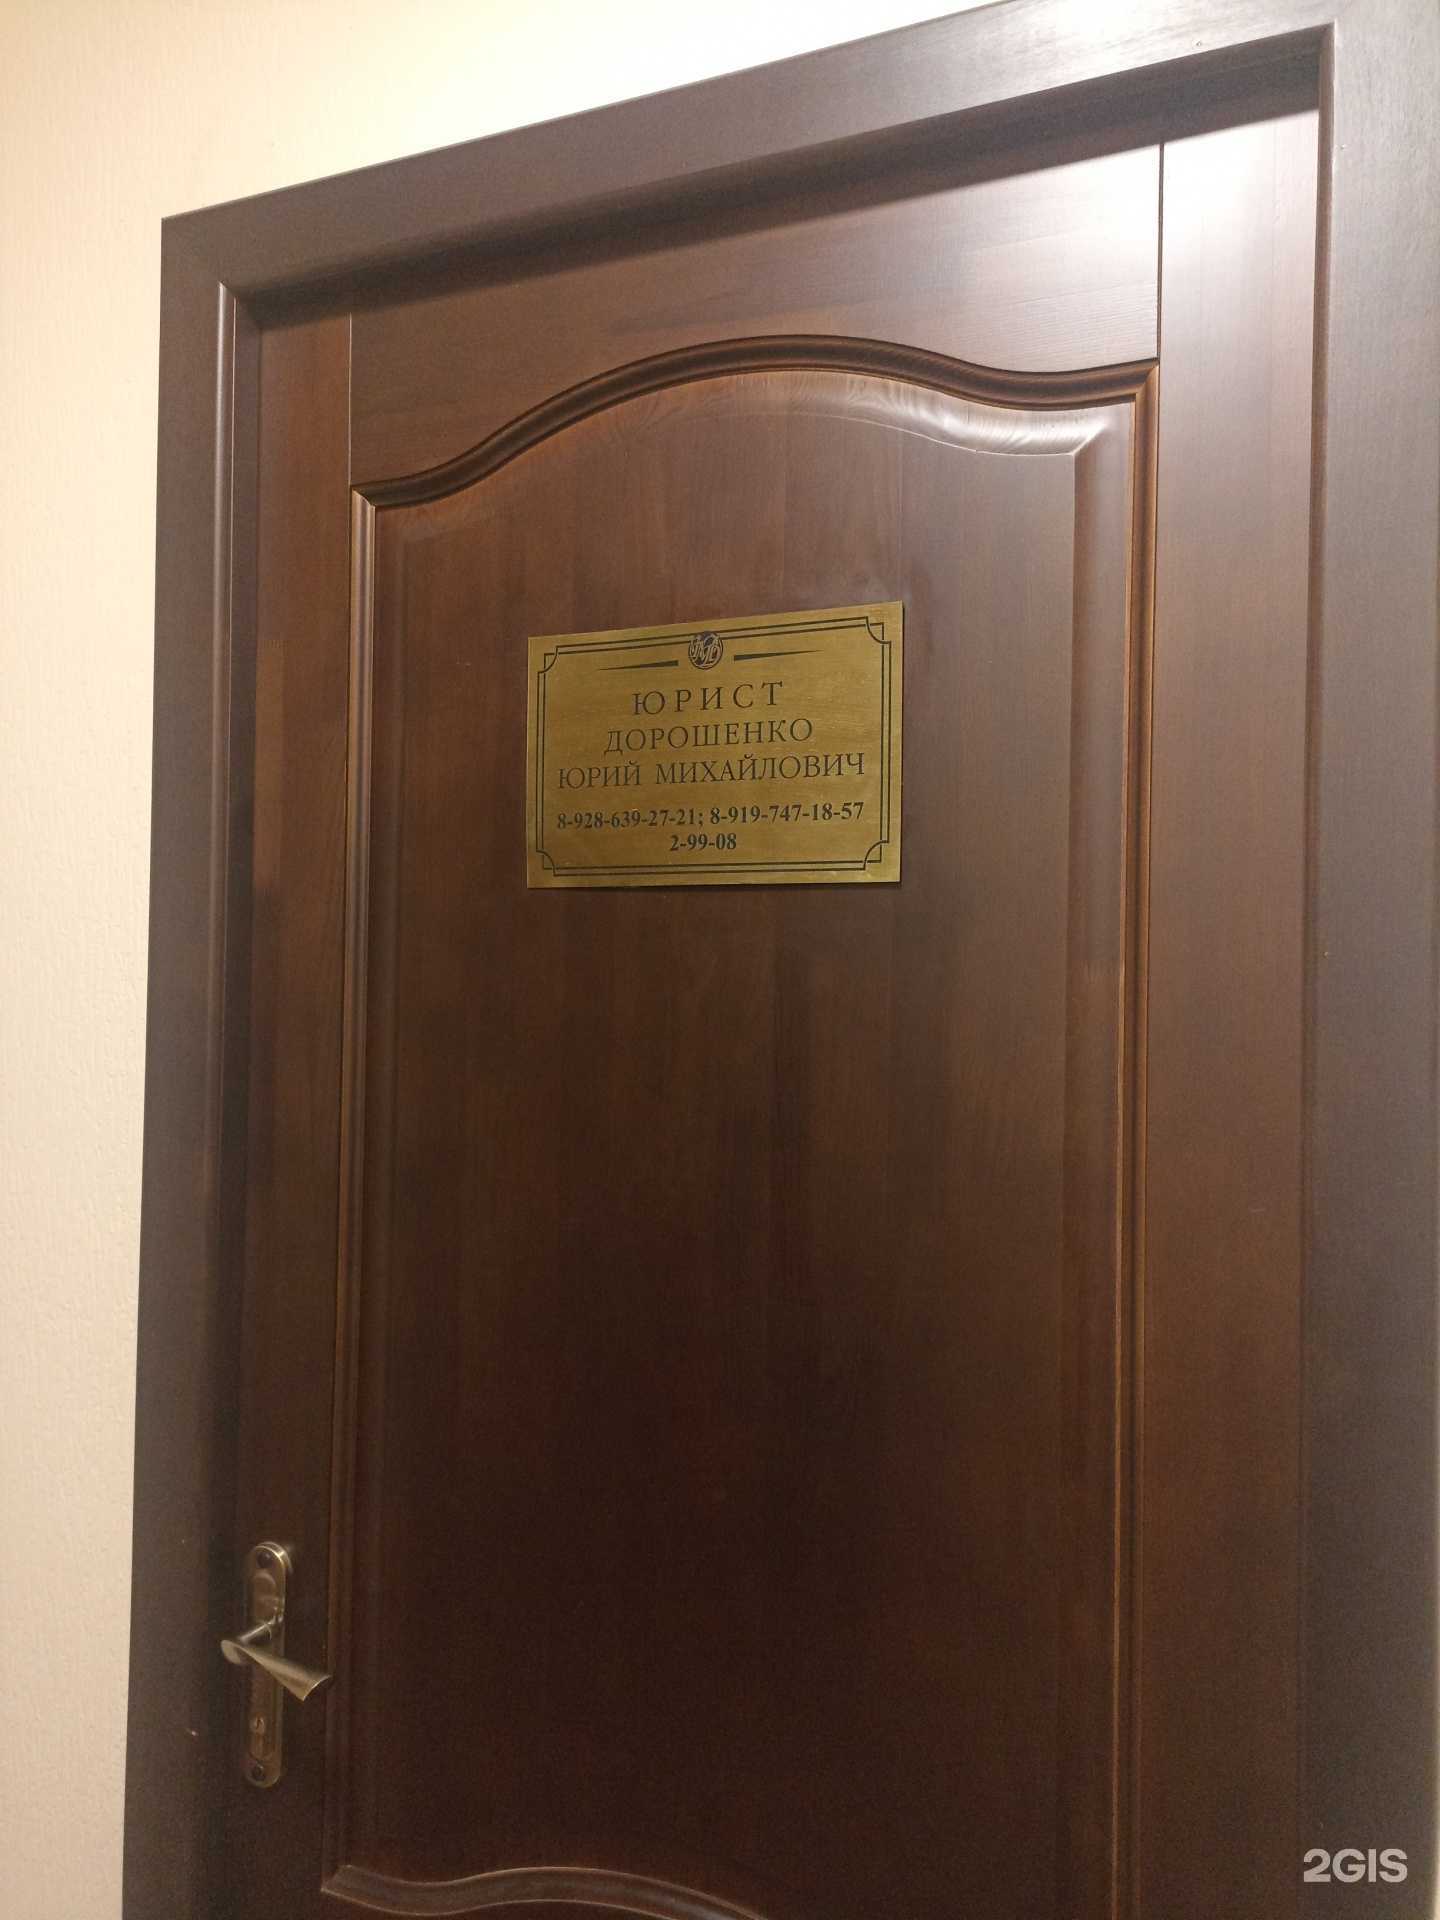 ЮРИСТ
ДОРОШЕНКО
ЮРИЙ МИХАЙЛОВИЧ
8-928-639-27-21; 8-919-747-18-57
2-99-08
2GIS